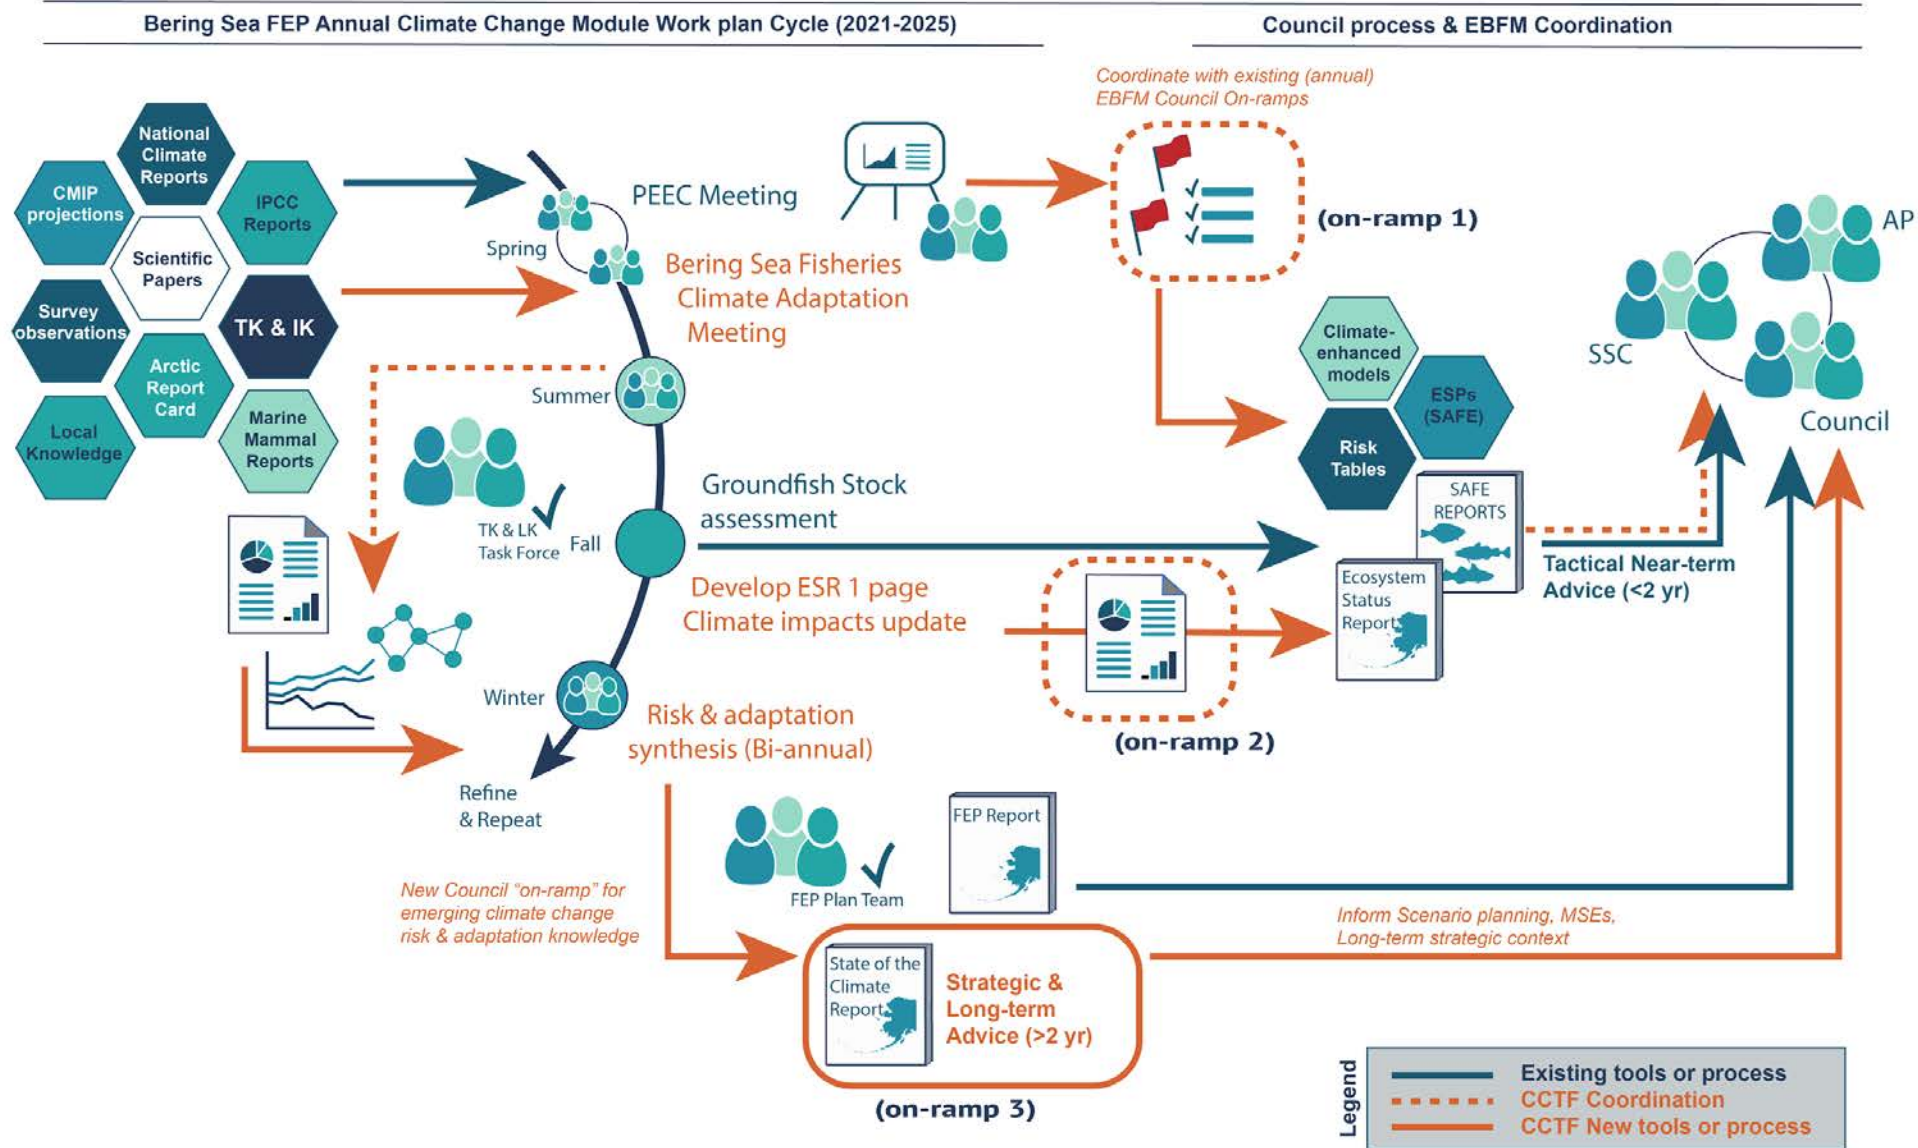 Bering Sea FEP Annual Climate Change Module Work plan Cycle (2021-2025)
Council process & EBFM Coordination
Coordinate with existing (annual)
EBFM Council On-ramps
National
Climate
Reports
CMIP
projections
IPCC
Reports
Scientific
Papers
Survey
observations
TK & IK
Arctic
Report
Card
Local
Knowledge
Marine
Mammal
Reports
Spring
PEEC Meeting
Bering Sea Fisheries
Climate Adaptation
Meeting
(on-ramp 1)
AP
SSC
Council
Climate-
enhanced
models
ESPs
(SAFE)
Risk
Tables
Summer
TK & LK
Task Force
Fall
Groundfish Stock
assessment
SAFE
REPORTS
Tactical Near-term
Advice (<2 yr)
Develop ESR 1 page
Climate impacts update
Ecosystem
Status
Report
(on-ramp 2)
Winter
Risk & adaptation
synthesis (Bi-annual)
Refine
& Repeat
FEP Report
FEP Plan Team
New Council “on-ramp” for
emerging climate change
risk & adaptation knowledge
Inform Scenario planning, MSEs,
Long-term strategic context
State of the
Climate
Report
Strategic &
Long-term
Advice (>2 yr)
(on-ramp 3)
Legend
Existing tools or process
CCTF Coordination
CCTF New tools or process